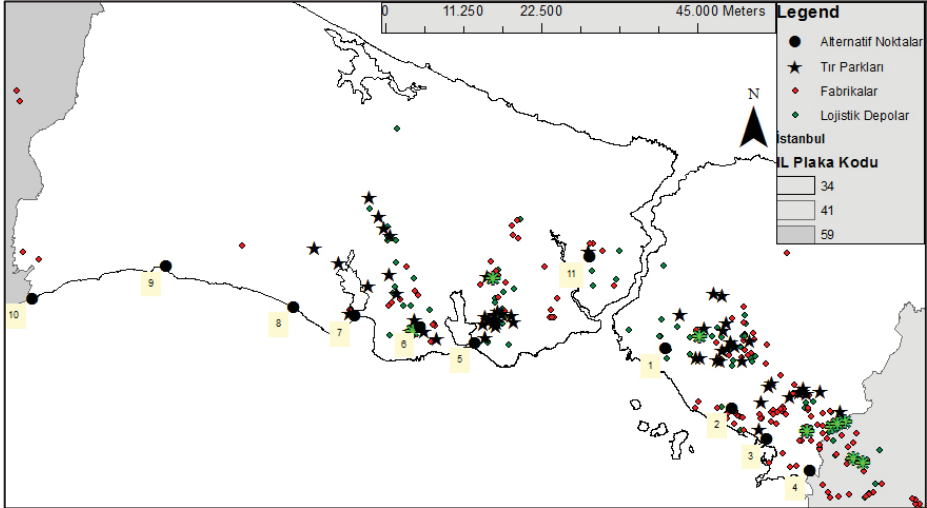 0 11.250 22.500 45.000 Meters
Legend
Alternatif Noktalar
Tır Parkları
Fabrikalar
Lojistik Depolar
İstanbul
IL Plaka Kodu
34
41
59
N
11
9
10
8
7
6
5
1
2
3
4